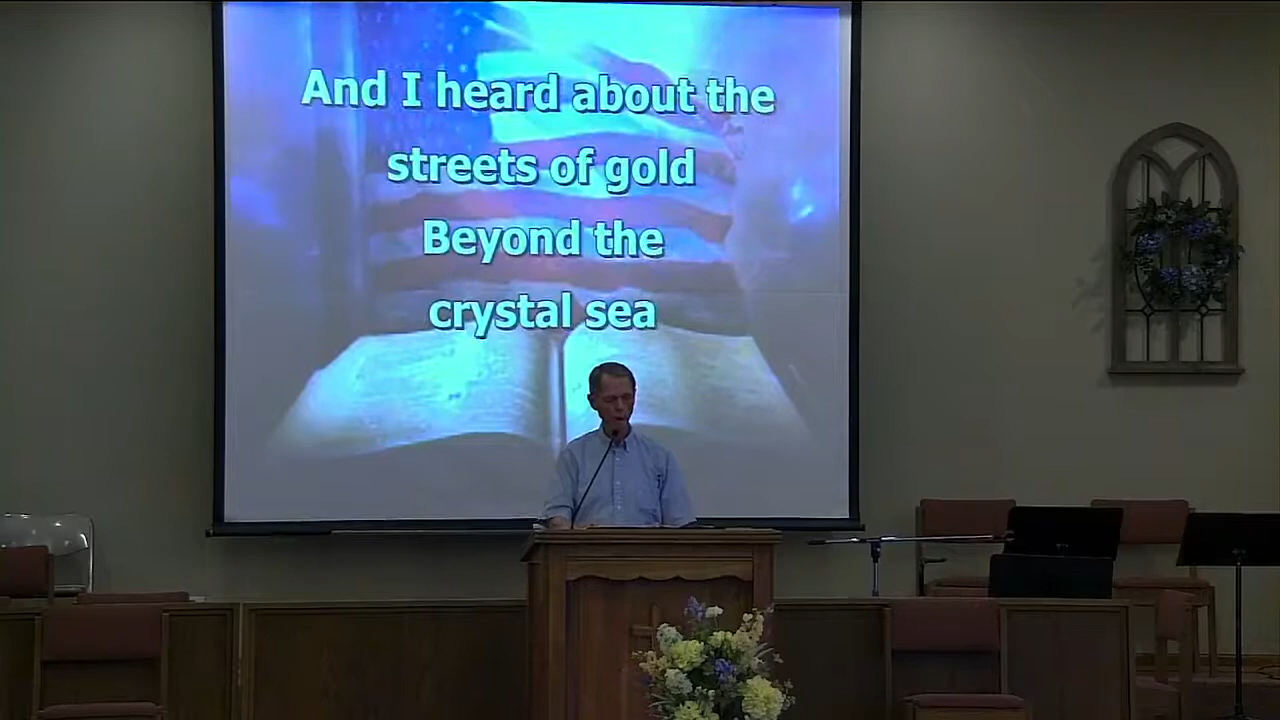 And I heard about the
streets of gold
Beyond the
crystal sea